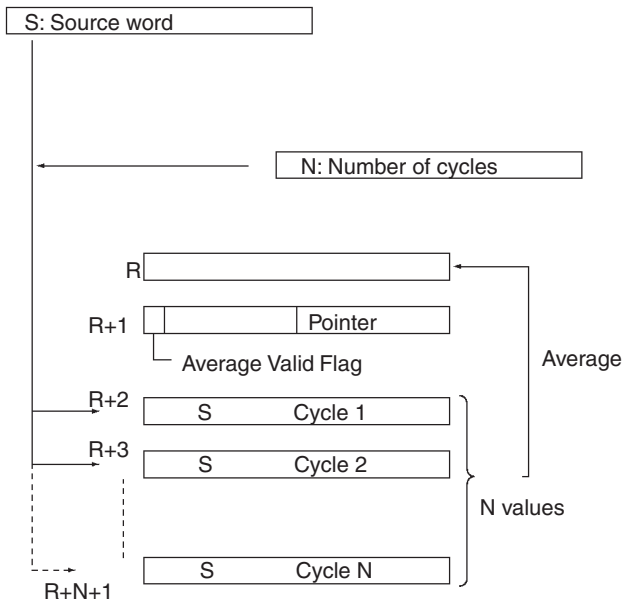 S: Source word
N: Number of cycles
R
R+1 Pointer
Average Valid Flag
Average
R+2 S Cycle 1
R+3 S Cycle 2
N values
S Cycle N
R+N+1